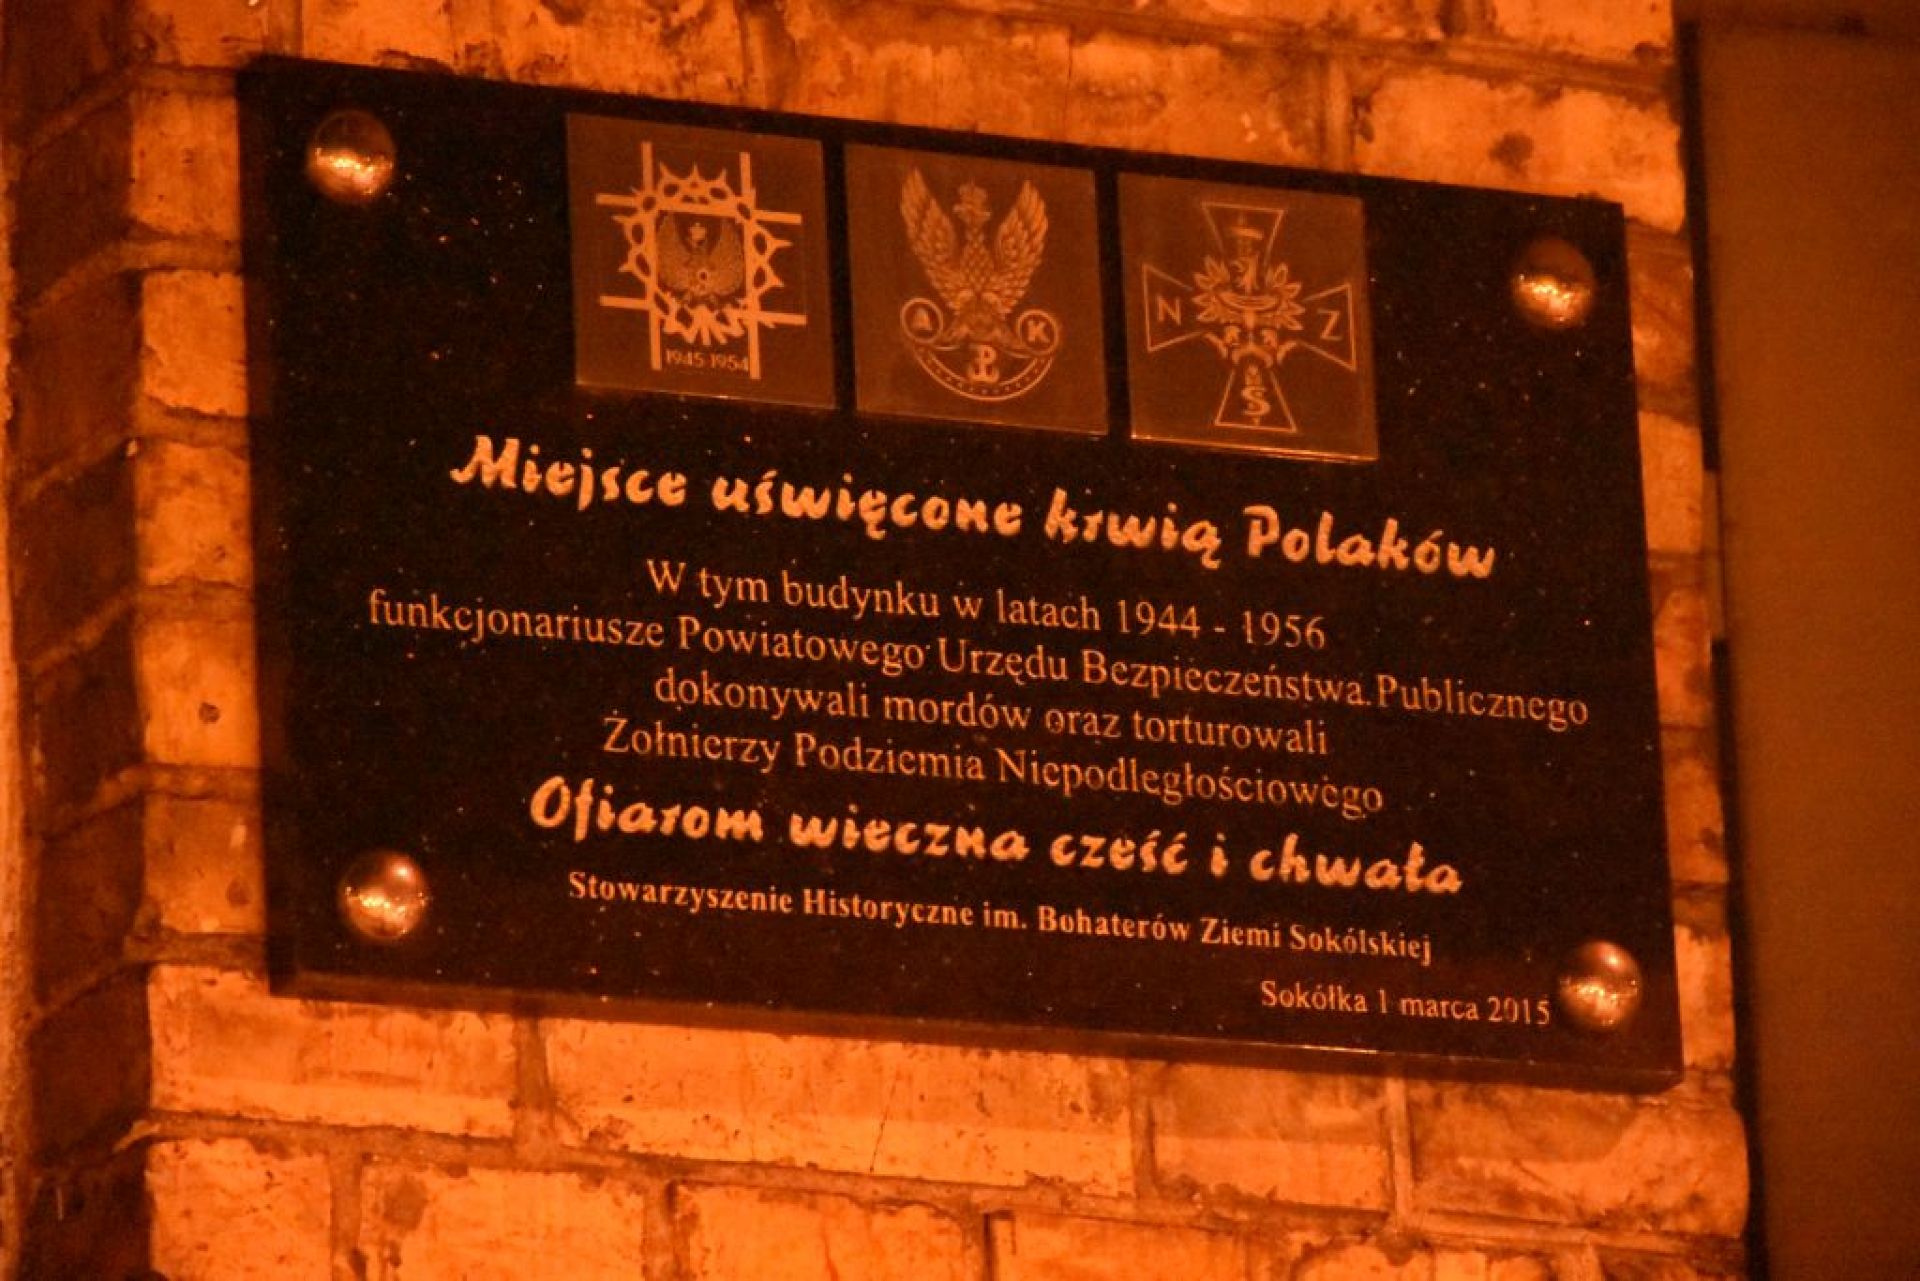 1945-1954
A K
N Z
S
Miejsce uświęcone krwią Polaków
W tym budynku w latach 1944 - 1956
funkcjonariusze Powiatowego Urzędu Bezpieczeństwa Publicznego
dokonywali mordów oraz torturowali
Żołnierzy Podziemia Niepodległościowego
Ofiarom wieczna cześć i chwała
Stowarzyszenie Historyczne im. Bohaterów Ziemi Sokólskiej
Sokółka 1 marca 2015